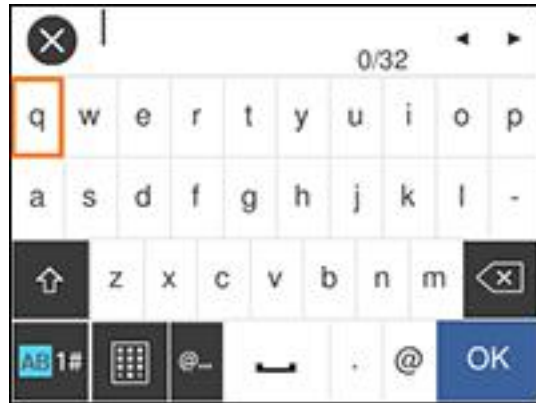 0/32
q w e r t y u i o p
a s d f g h j k l -
z x c v b n m
AB 1# @... . @ OK